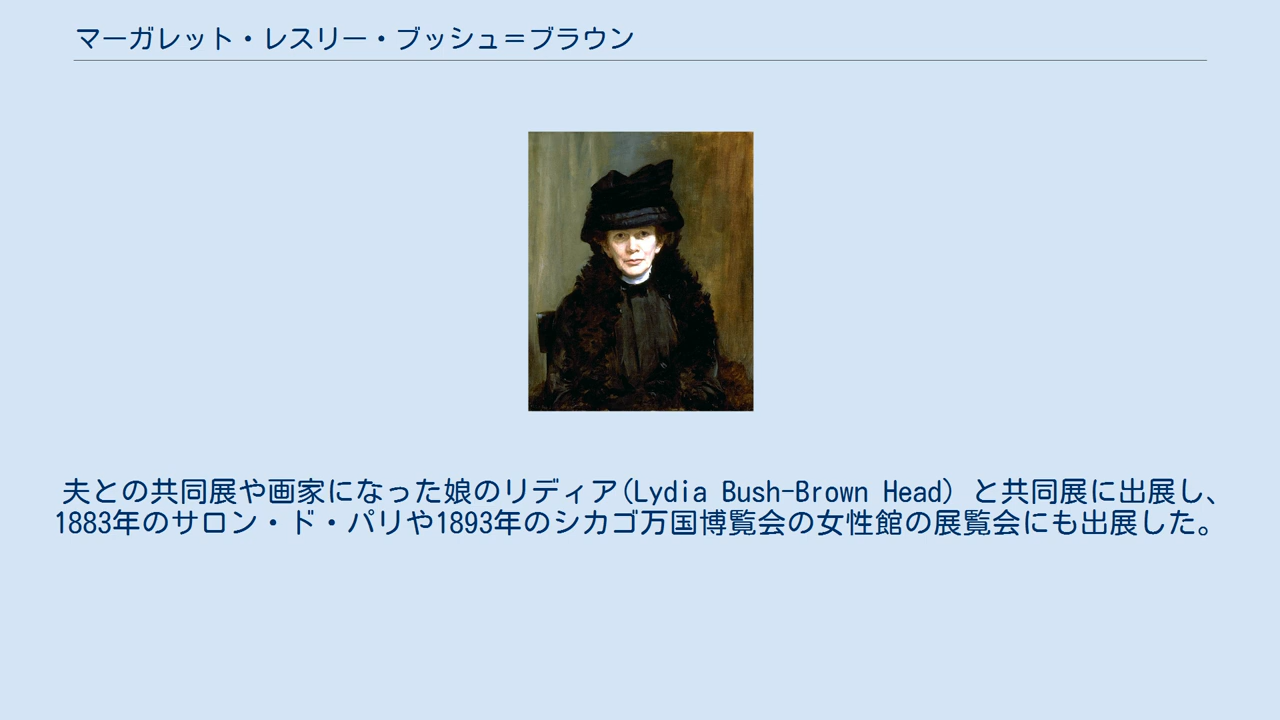 マーガレット・レスリー・ブッシュ＝ブラウン
夫との共同展や画家になった娘のリディア(Lydia Bush-Brown Head) と共同展に出展し、
1883年のサロン・ド・パリや1893年のシカゴ万国博覧会の女性館の展覧会にも出展した。